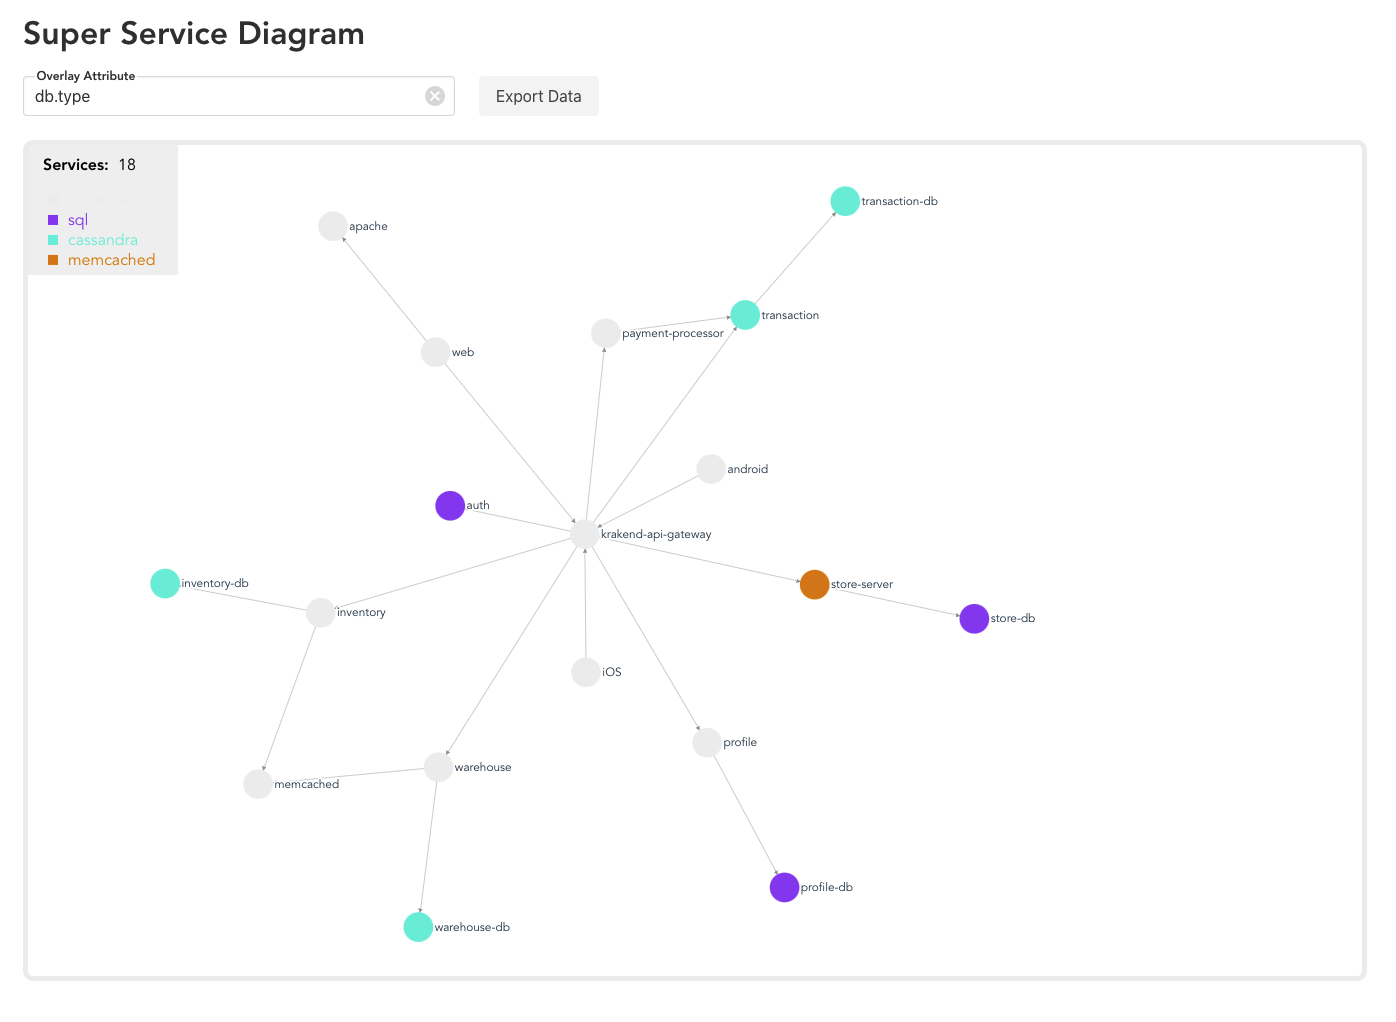 Super Service Diagram
Overlay Attribute
db.type
Export Data
Services: 18
sql
cassandra
memcached
transaction-db
apache
transaction
payment-processor
web
android
auth
krakend-api-gateway
inventory-db
store-server
inventory
store-db
iOS
profile
warehouse
memcached
profile-db
warehouse-db